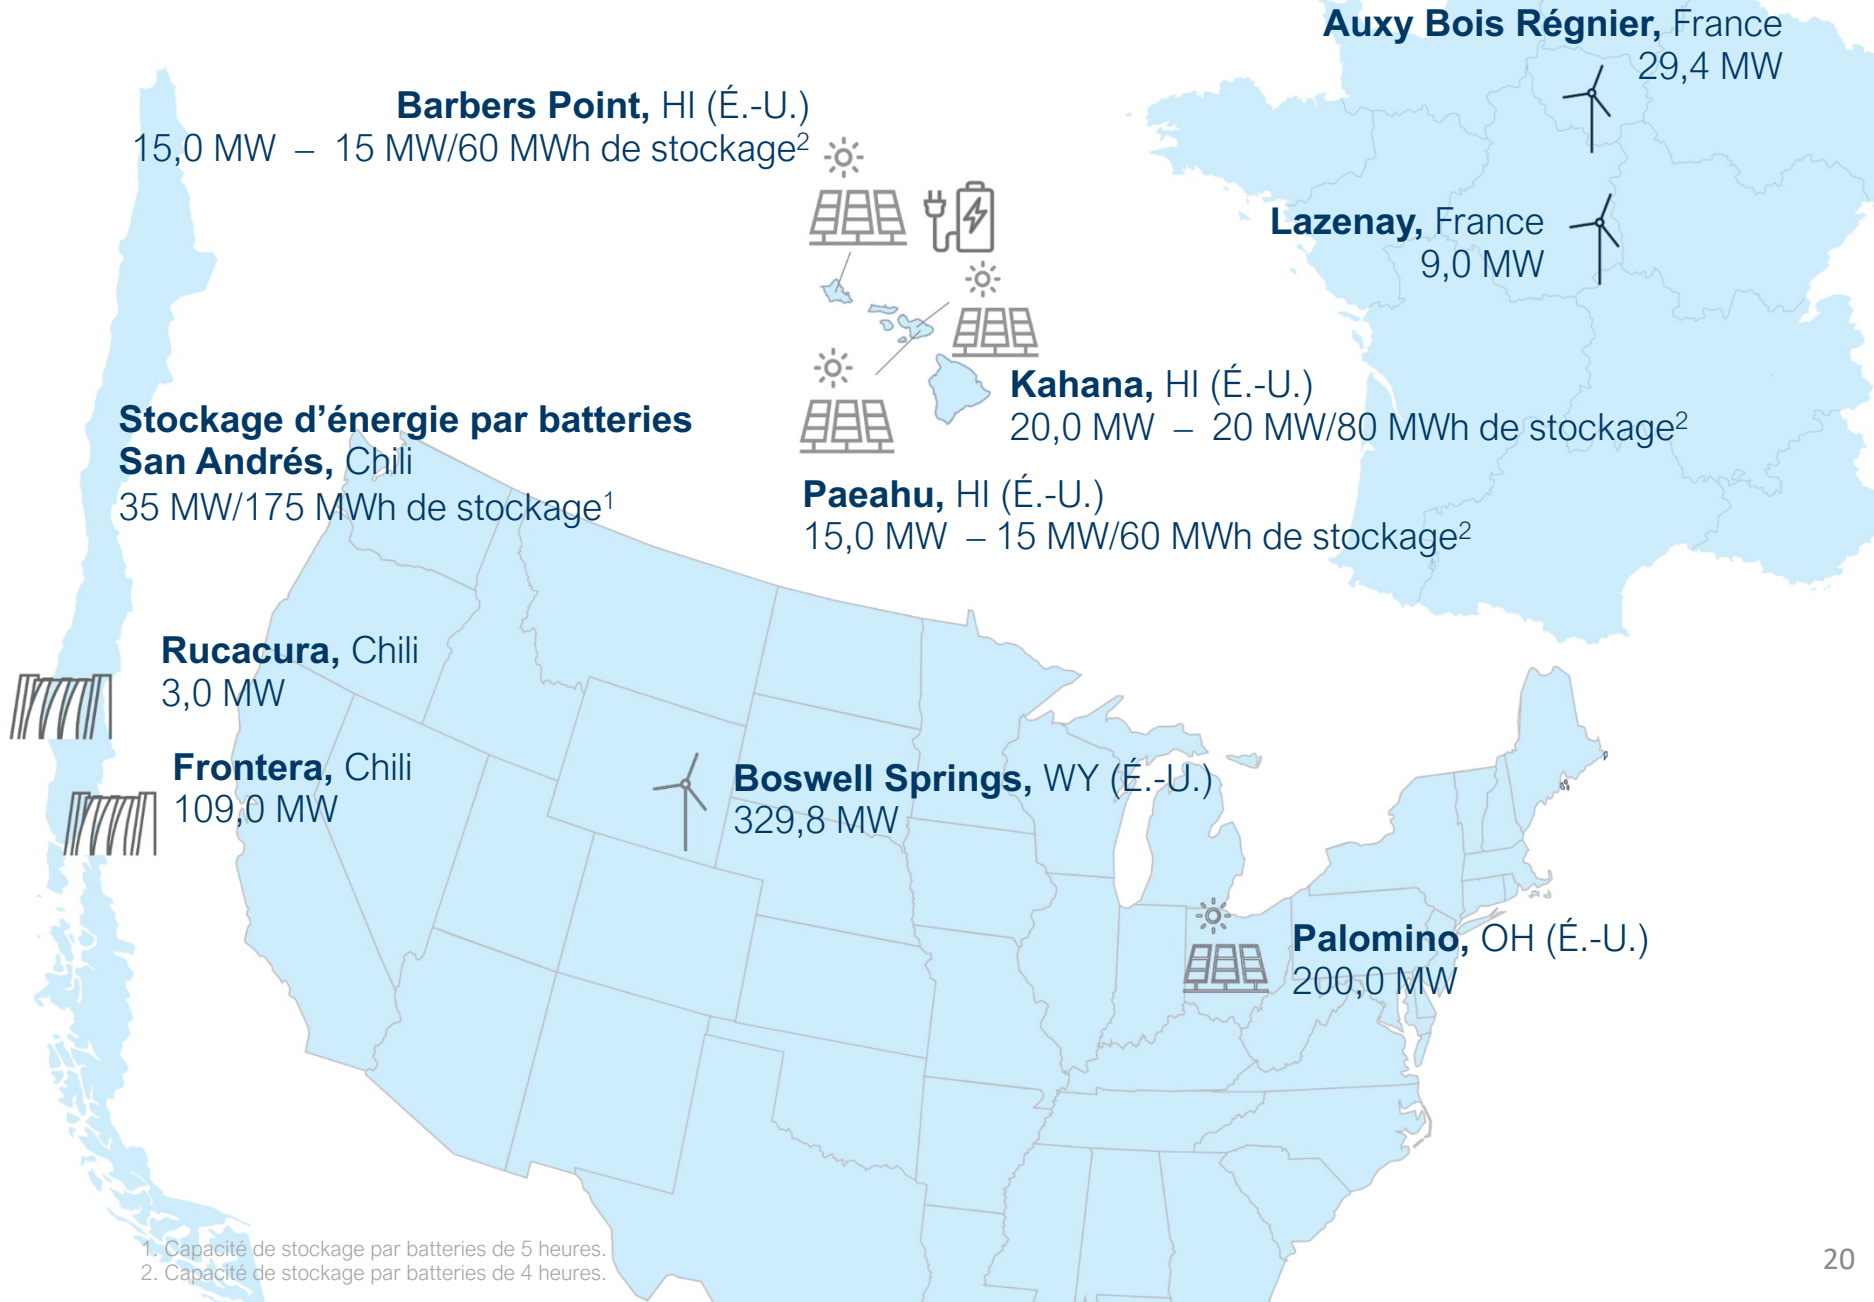 Auxy Bois Régnier, France
29,4 MW
Barbers Point, HI (É.-U.)
15,0 MW – 15 MW/60 MWh de stockage²
Lazenay, France
9,0 MW
Kahana, HI (É.-U.)
20,0 MW – 20 MW/80 MWh de stockage²
Stockage d’énergie par batteries
San Andrés, Chili
35 MW/175 MWh de stockage¹
Paeahu, HI (É.-U.)
15,0 MW – 15 MW/60 MWh de stockage²
Rucacura, Chili
3,0 MW
Frontera, Chili
109,0 MW
Boswell Springs, WY (É.-U.)
329,8 MW
Palomino, OH (É.-U.)
200,0 MW
1. Capacité de stockage par batteries de 5 heures.
2. Capacité de stockage par batteries de 4 heures.
20